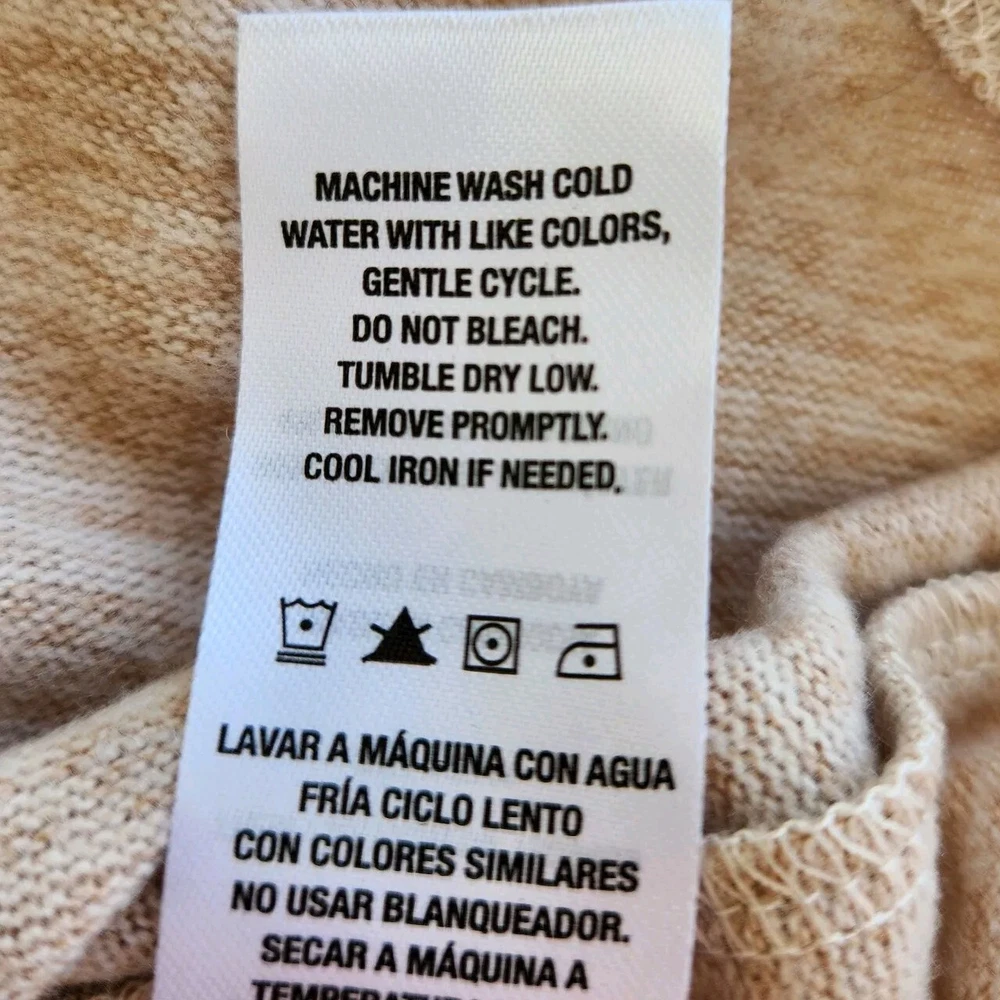 MACHINE WASH COLD
WATER WITH LIKE COLORS,
GENTLE CYCLE.
DO NOT BLEACH.
TUMBLE DRY LOW.
REMOVE PROMPTLY.
COOL IRON IF NEEDED.
LAVAR A MÁQUINA CON AGUA
FRÍA CICLO LENTO
CON COLORES SIMILARES
NO USAR BLANQUEADOR.
SECAR A MÁQUINA A